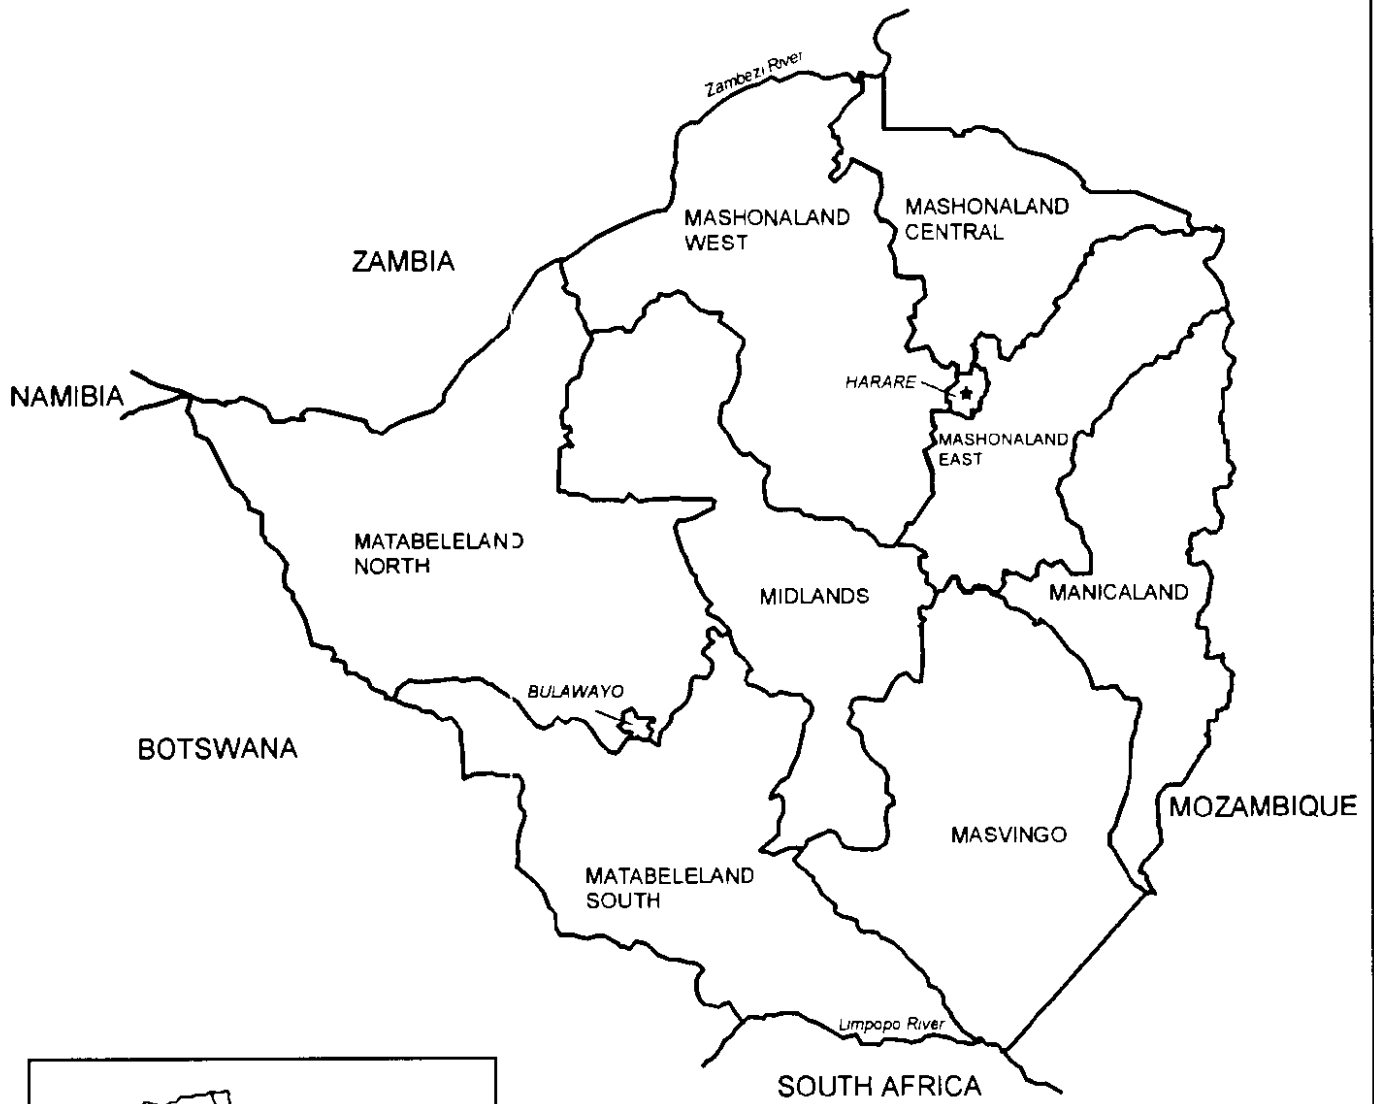 Zambezi River
MASHONALAND
WEST
MASHONALAND
CENTRAL
ZAMBIA
HARARE
NAMIBIA
MASHONALAND
EAST
MATABELELAND
NORTH
MIDLANDS
MANICALAND
BULAWAYO
BOTSWANA
MOZAMBIQUE
MASVINGO
MATABELELAND
SOUTH
Limpopo River
SOUTH AFRICA